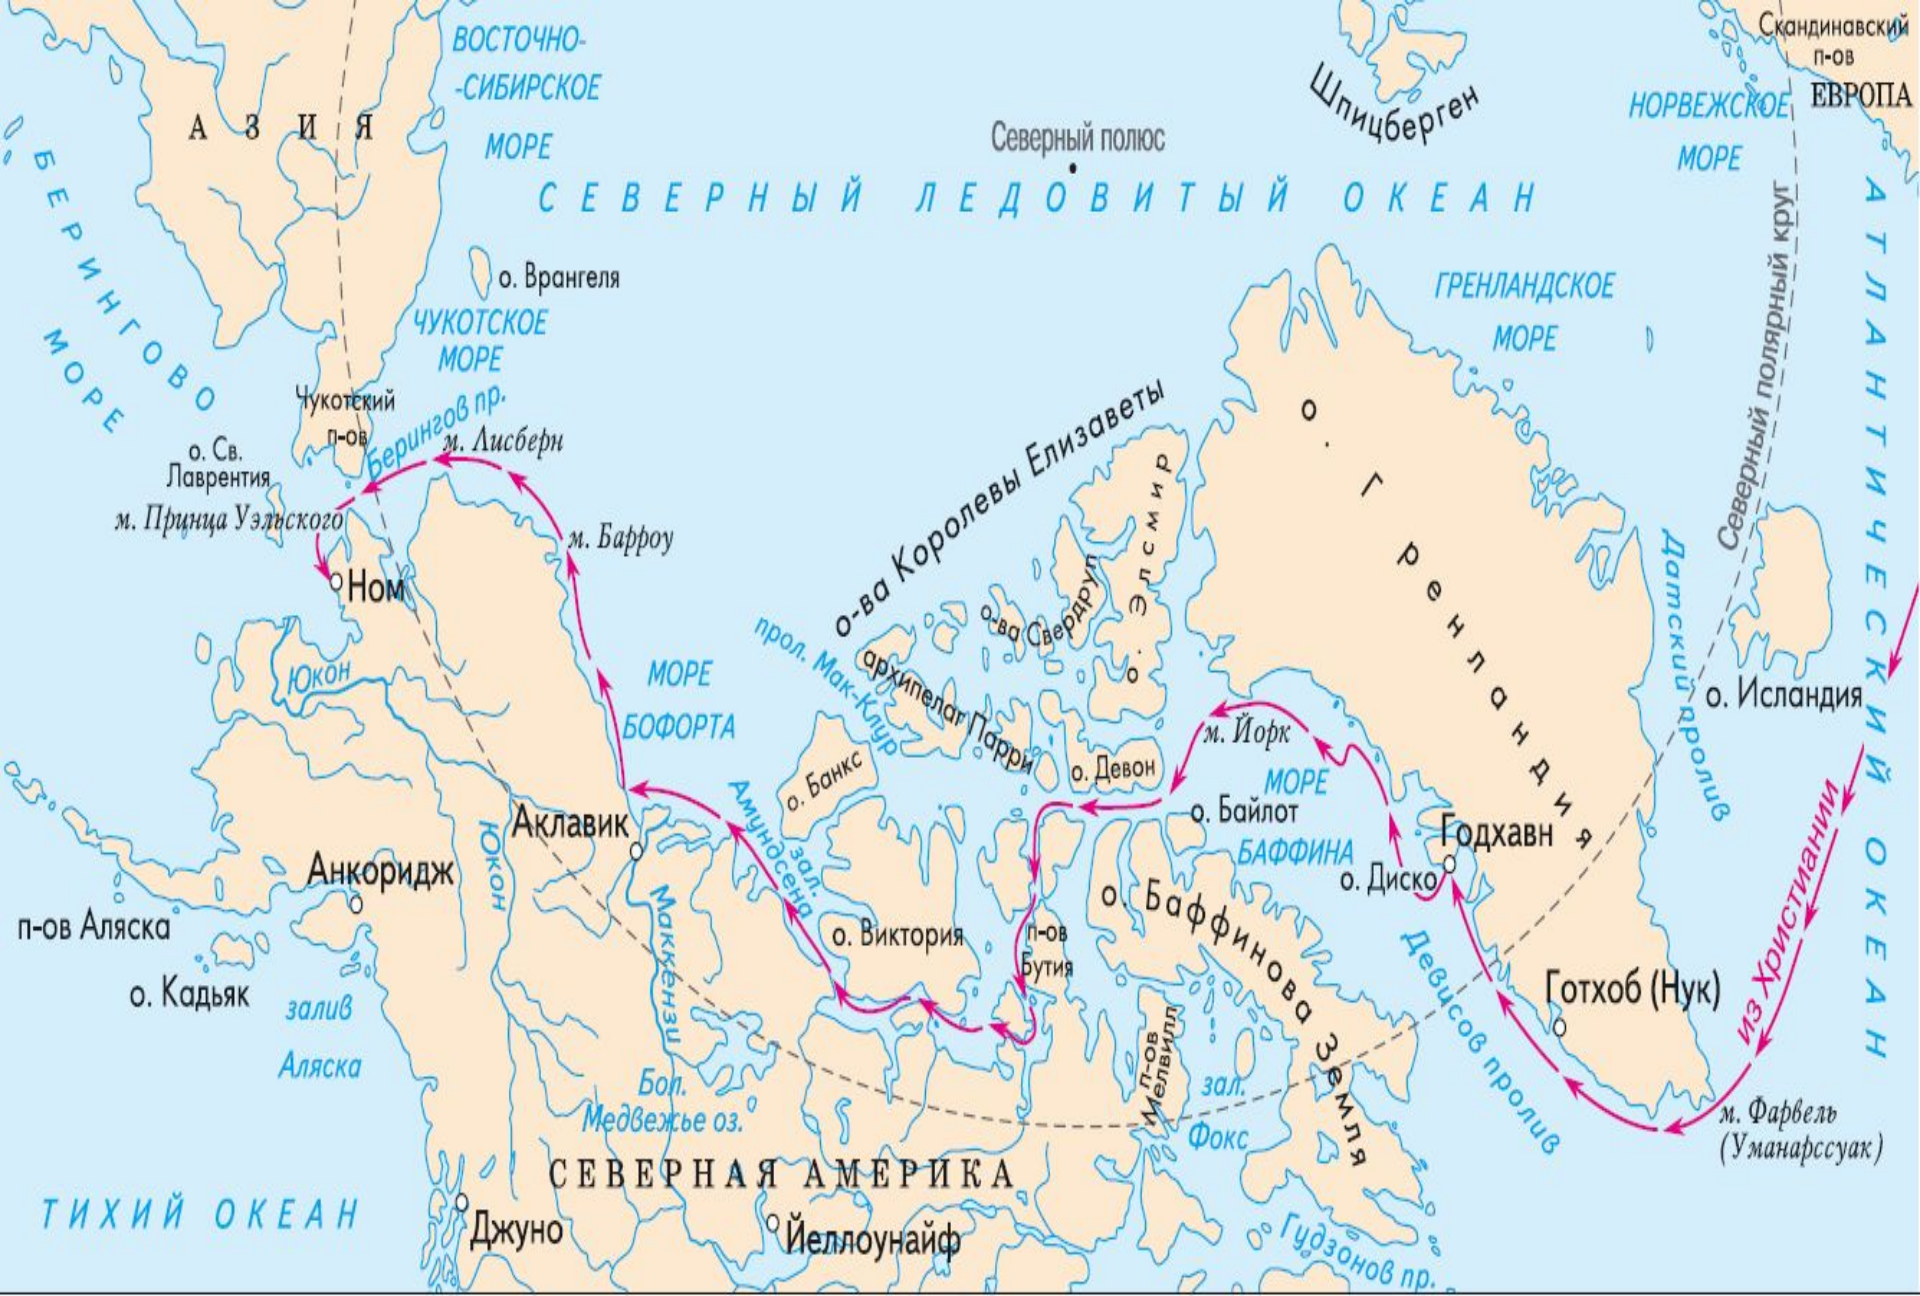 ВОСТОЧНО-
-СИБИРСКОЕ
МОРЕ
АЗИЯ
БЕРИНГОВО
МОРЕ
Северный полюс
СЕВЕРНЫЙ ЛЕДОВИТЫЙ ОКЕАН
Шпицберген
НОРВЕЖСКОЕ
МОРЕ
Скандинавский
п-ов
ЕВРОПА
АТЛАНТИЧЕСКИЙ ОКЕАН
Северный полярный круг
о. Врангеля
ЧУКОТСКОЕ
МОРЕ
ГРЕНЛАНДСКОЕ
МОРЕ
Чукотский
п-ов
Берингов пр.
м. Лисберн
о. Св.
Лаврентия
м. Принца Уэльского
м. Барроу
Ном
Юкон
о-ва Королевы Елизаветы
о. Элсмир
о-ва Свердруп
архипелаг Парри
прол. Мак-Клур
о. Гренландия
Датский пролив
о. Исландия
МОРЕ
БОФОРТА
о. Банкс
о. Девон
м. Йорк
МОРЕ
БАФФИНА
о. Байлот
Годхавн
о. Диско
Аклавик
Амундсена
зал.
Юкон
Анкоридж
п-ов Аляска
о. Кадьяк
залив
Аляска
Маккензи
о. Виктория
п-ов
Бутия
о. Баффинова Земля
Девисов пролив
Готхоб (Нук)
из Христиании
м. Фарвель
(Уманарссуак)
п-ов
Мелвилл
зал.
Фокс
Бол.
Медвежье оз.
СЕВЕРНАЯ АМЕРИКА
ТИХИЙ ОКЕАН
Джуно
Йеллоунайф
Гудзонов пр.